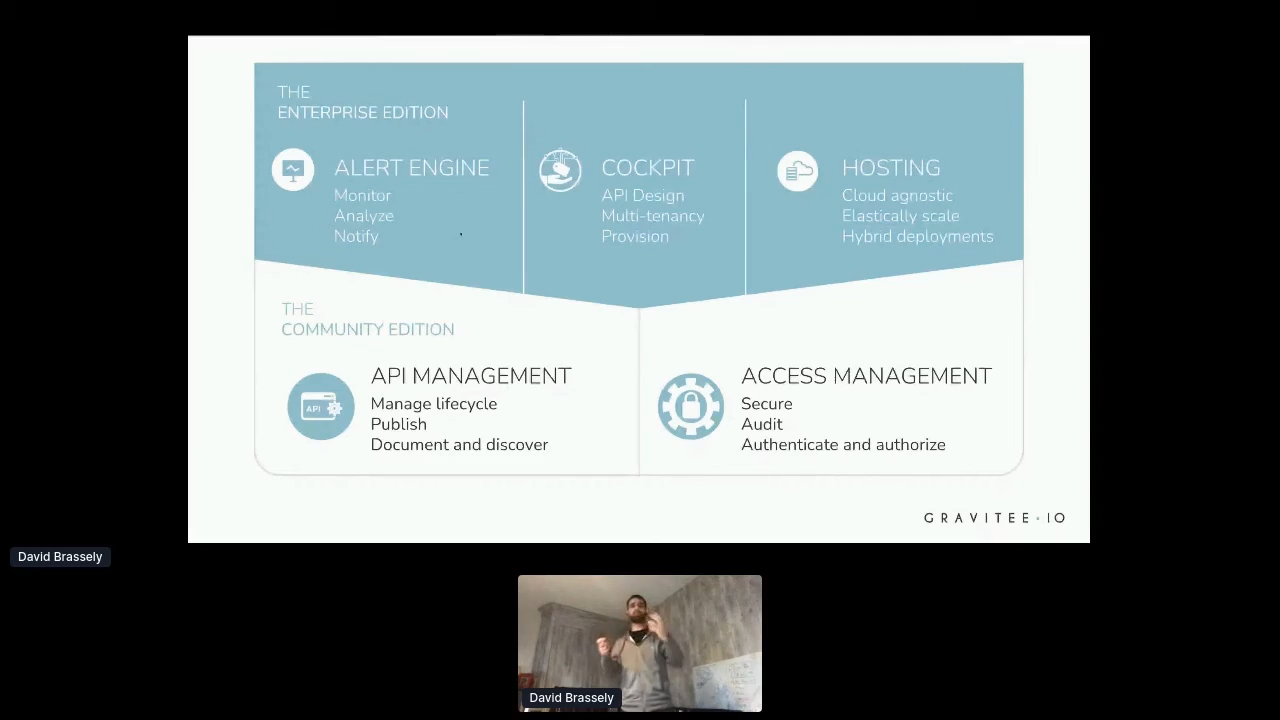 THE
ENTERPRISE EDITION
ALERT ENGINE
Monitor
Analyze
Notify
COCKPIT
API Design
Multi-tenancy
Provision
HOSTING
Cloud agnostic
Elastically scale
Hybrid deployments
THE
COMMUNITY EDITION
API
API MANAGEMENT
Manage lifecycle
Publish
Document and discover
ACCESS MANAGEMENT
Secure
Audit
Authenticate and authorize
GRAVITEE·IO
David Brassely
David Brassely